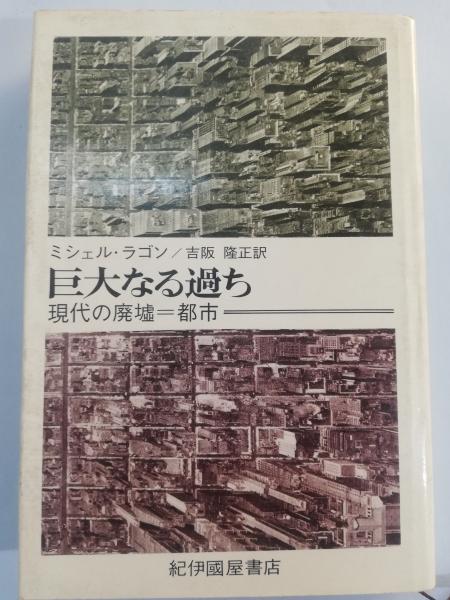 ミシェル・ラゴン/吉阪 隆正訳
巨大なる過ち
現代の廃墟=都市――
紀伊國屋書店